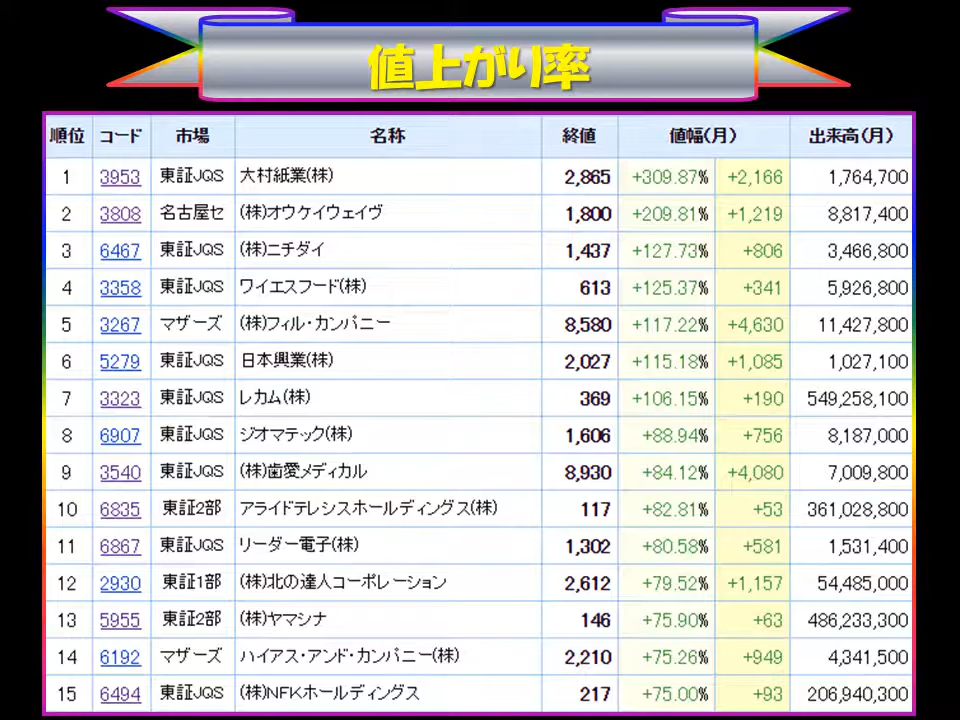 値上がり率
順位 コード 市場 名称 終値 値幅(月) 出来高(月)
1 3953 東証JQS 大村紙業(株) 2,865 +309.87% +2,166 1,764,700
2 3808 名古屋セ (株)オウケイウェイヴ 1,800 +209.81% +1,219 8,817,400
3 6467 東証JQS (株)ニチダイ 1,437 +127.73% +806 3,466,800
4 3358 東証JQS ワイエスフード(株) 613 +125.37% +341 5,926,800
5 3267 マザーズ (株)フィル・カンパニー 8,580 +117.22% +4,630 11,427,800
6 5279 東証JQS 日本興業(株) 2,027 +115.18% +1,085 1,027,100
7 3323 東証JQS レカム(株) 369 +106.15% +190 549,258,100
8 6907 東証JQS ジオマテック(株) 1,606 +88.94% +756 8,187,000
9 3540 東証JQS (株)歯愛メディカル 8,930 +84.12% +4,080 7,009,800
10 6835 東証2部 アライドテレシスホールディングス(株) 117 +82.81% +53 361,028,800
11 6867 東証JQS リーダー電子(株) 1,302 +80.58% +581 1,531,400
12 2930 東証1部 (株)北の達人コーポレーション 2,612 +79.52% +1,157 54,485,000
13 5955 東証2部 (株)ヤマシナ 146 +75.90% +63 486,233,300
14 6192 マザーズ ハイアス・アンド・カンパニー(株) 2,210 +75.26% +949 4,341,500
15 6494 東証JQS (株)NFKホールディングス 217 +75.00% +93 206,940,300